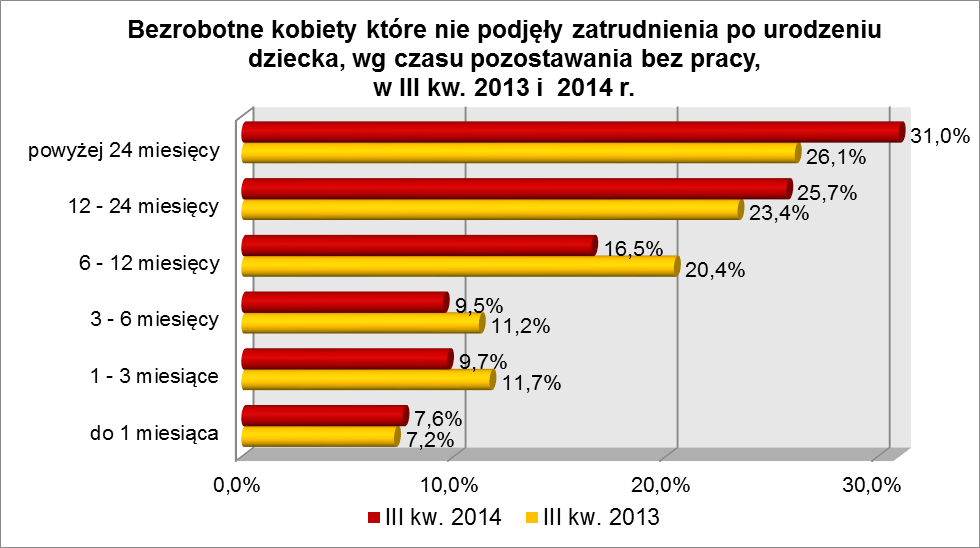 Bezrobotne kobiety które nie podjęły zatrudnienia po urodzeniu
dziecka, wg czasu pozostawania bez pracy,
w III kw. 2013 i  2014 r.
powyżej 24 miesięcy
31,0%
26,1%
12 - 24 miesięcy
25,7%
23,4%
6 - 12 miesięcy
16,5%
20,4%
3 - 6 miesięcy
9,5%
11,2%
1 - 3 miesiące
9,7%
11,7%
do 1 miesiąca
7,6%
7,2%
0,0% 10,0% 20,0% 30,0%
III kw. 2014 III kw. 2013